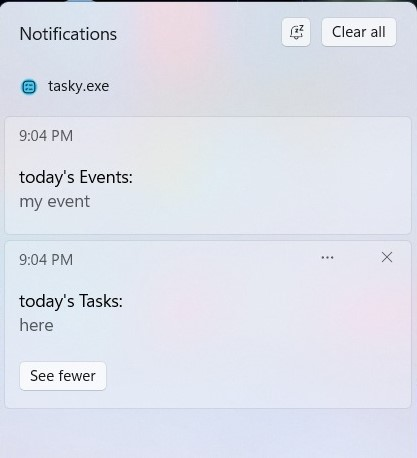 Notifications
Clear all
tasky.exe
9:04 PM
today's Events:
my event
9:04 PM
today's Tasks:
here
See fewer